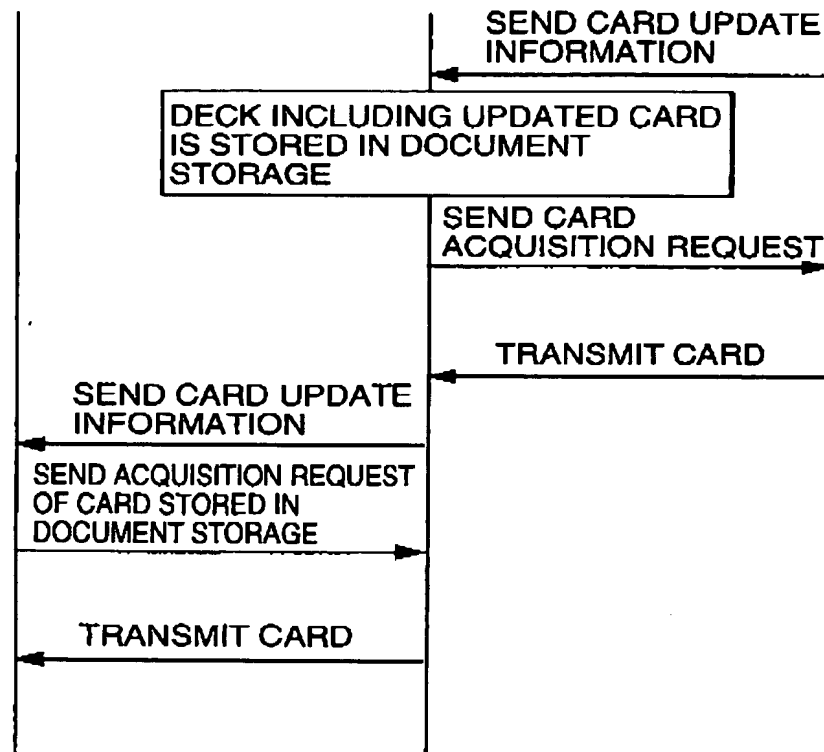 SEND CARD UPDATE
INFORMATION
DECK INCLUDING UPDATED CARD
IS STORED IN DOCUMENT
STORAGE
SEND CARD
ACQUISITION REQUEST
TRANSMIT CARD
SEND CARD UPDATE
INFORMATION
SEND ACQUISITION REQUEST
OF CARD STORED IN
DOCUMENT STORAGE
TRANSMIT CARD